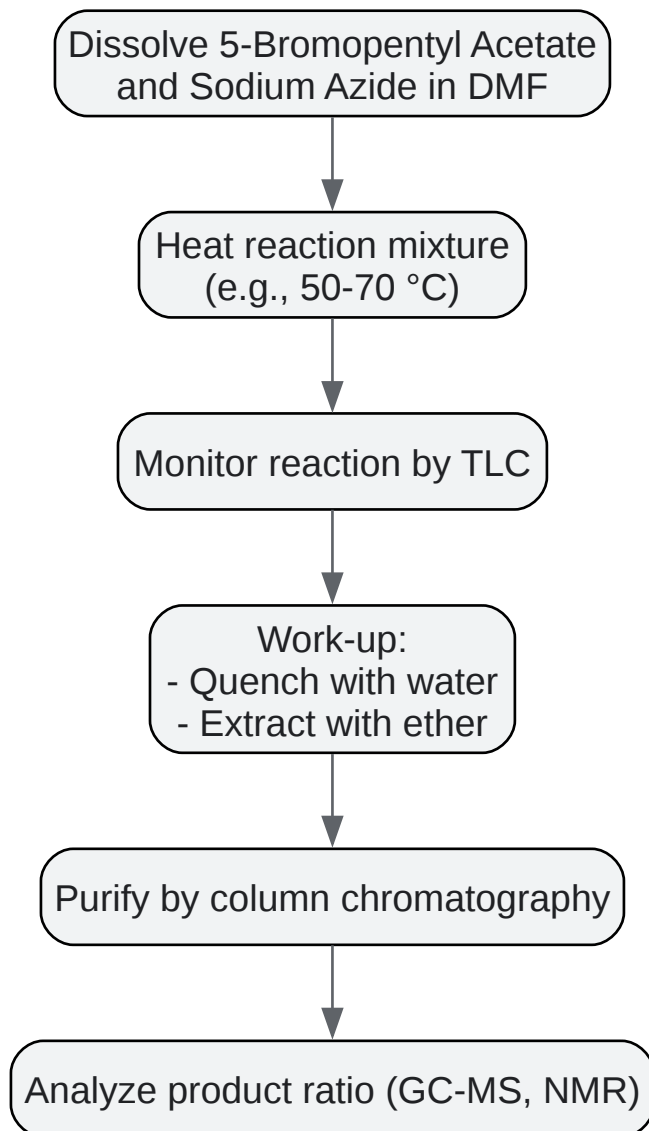 Dissolve 5-Bromopentyl Acetate
and Sodium Azide in DMF
Heat reaction mixture
(e.g., 50-70 °C)
Monitor reaction by TLC
Work-up:
- Quench with water
- Extract with ether
Purify by column chromatography
Analyze product ratio (GC-MS, NMR)